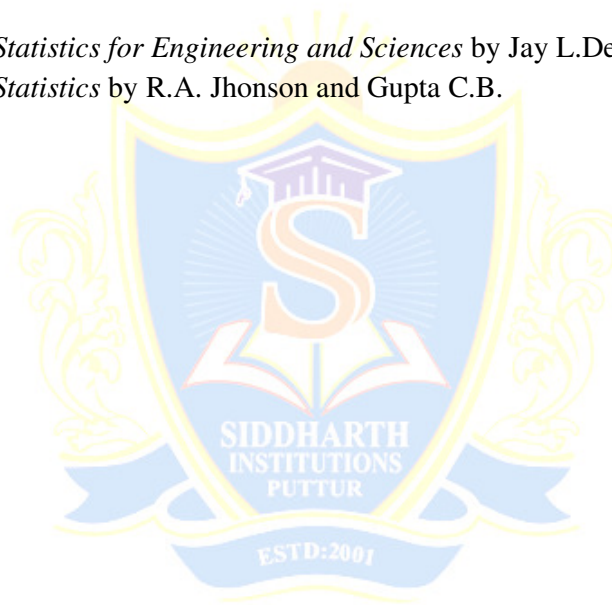 Statistics for Engineering and Sciences by Jay L.De
Statistics by R.A. Jhonson and Gupta C.B.
S
SIDDHARTH
INSTITUTIONS
PUTTUR
ESTD:2001